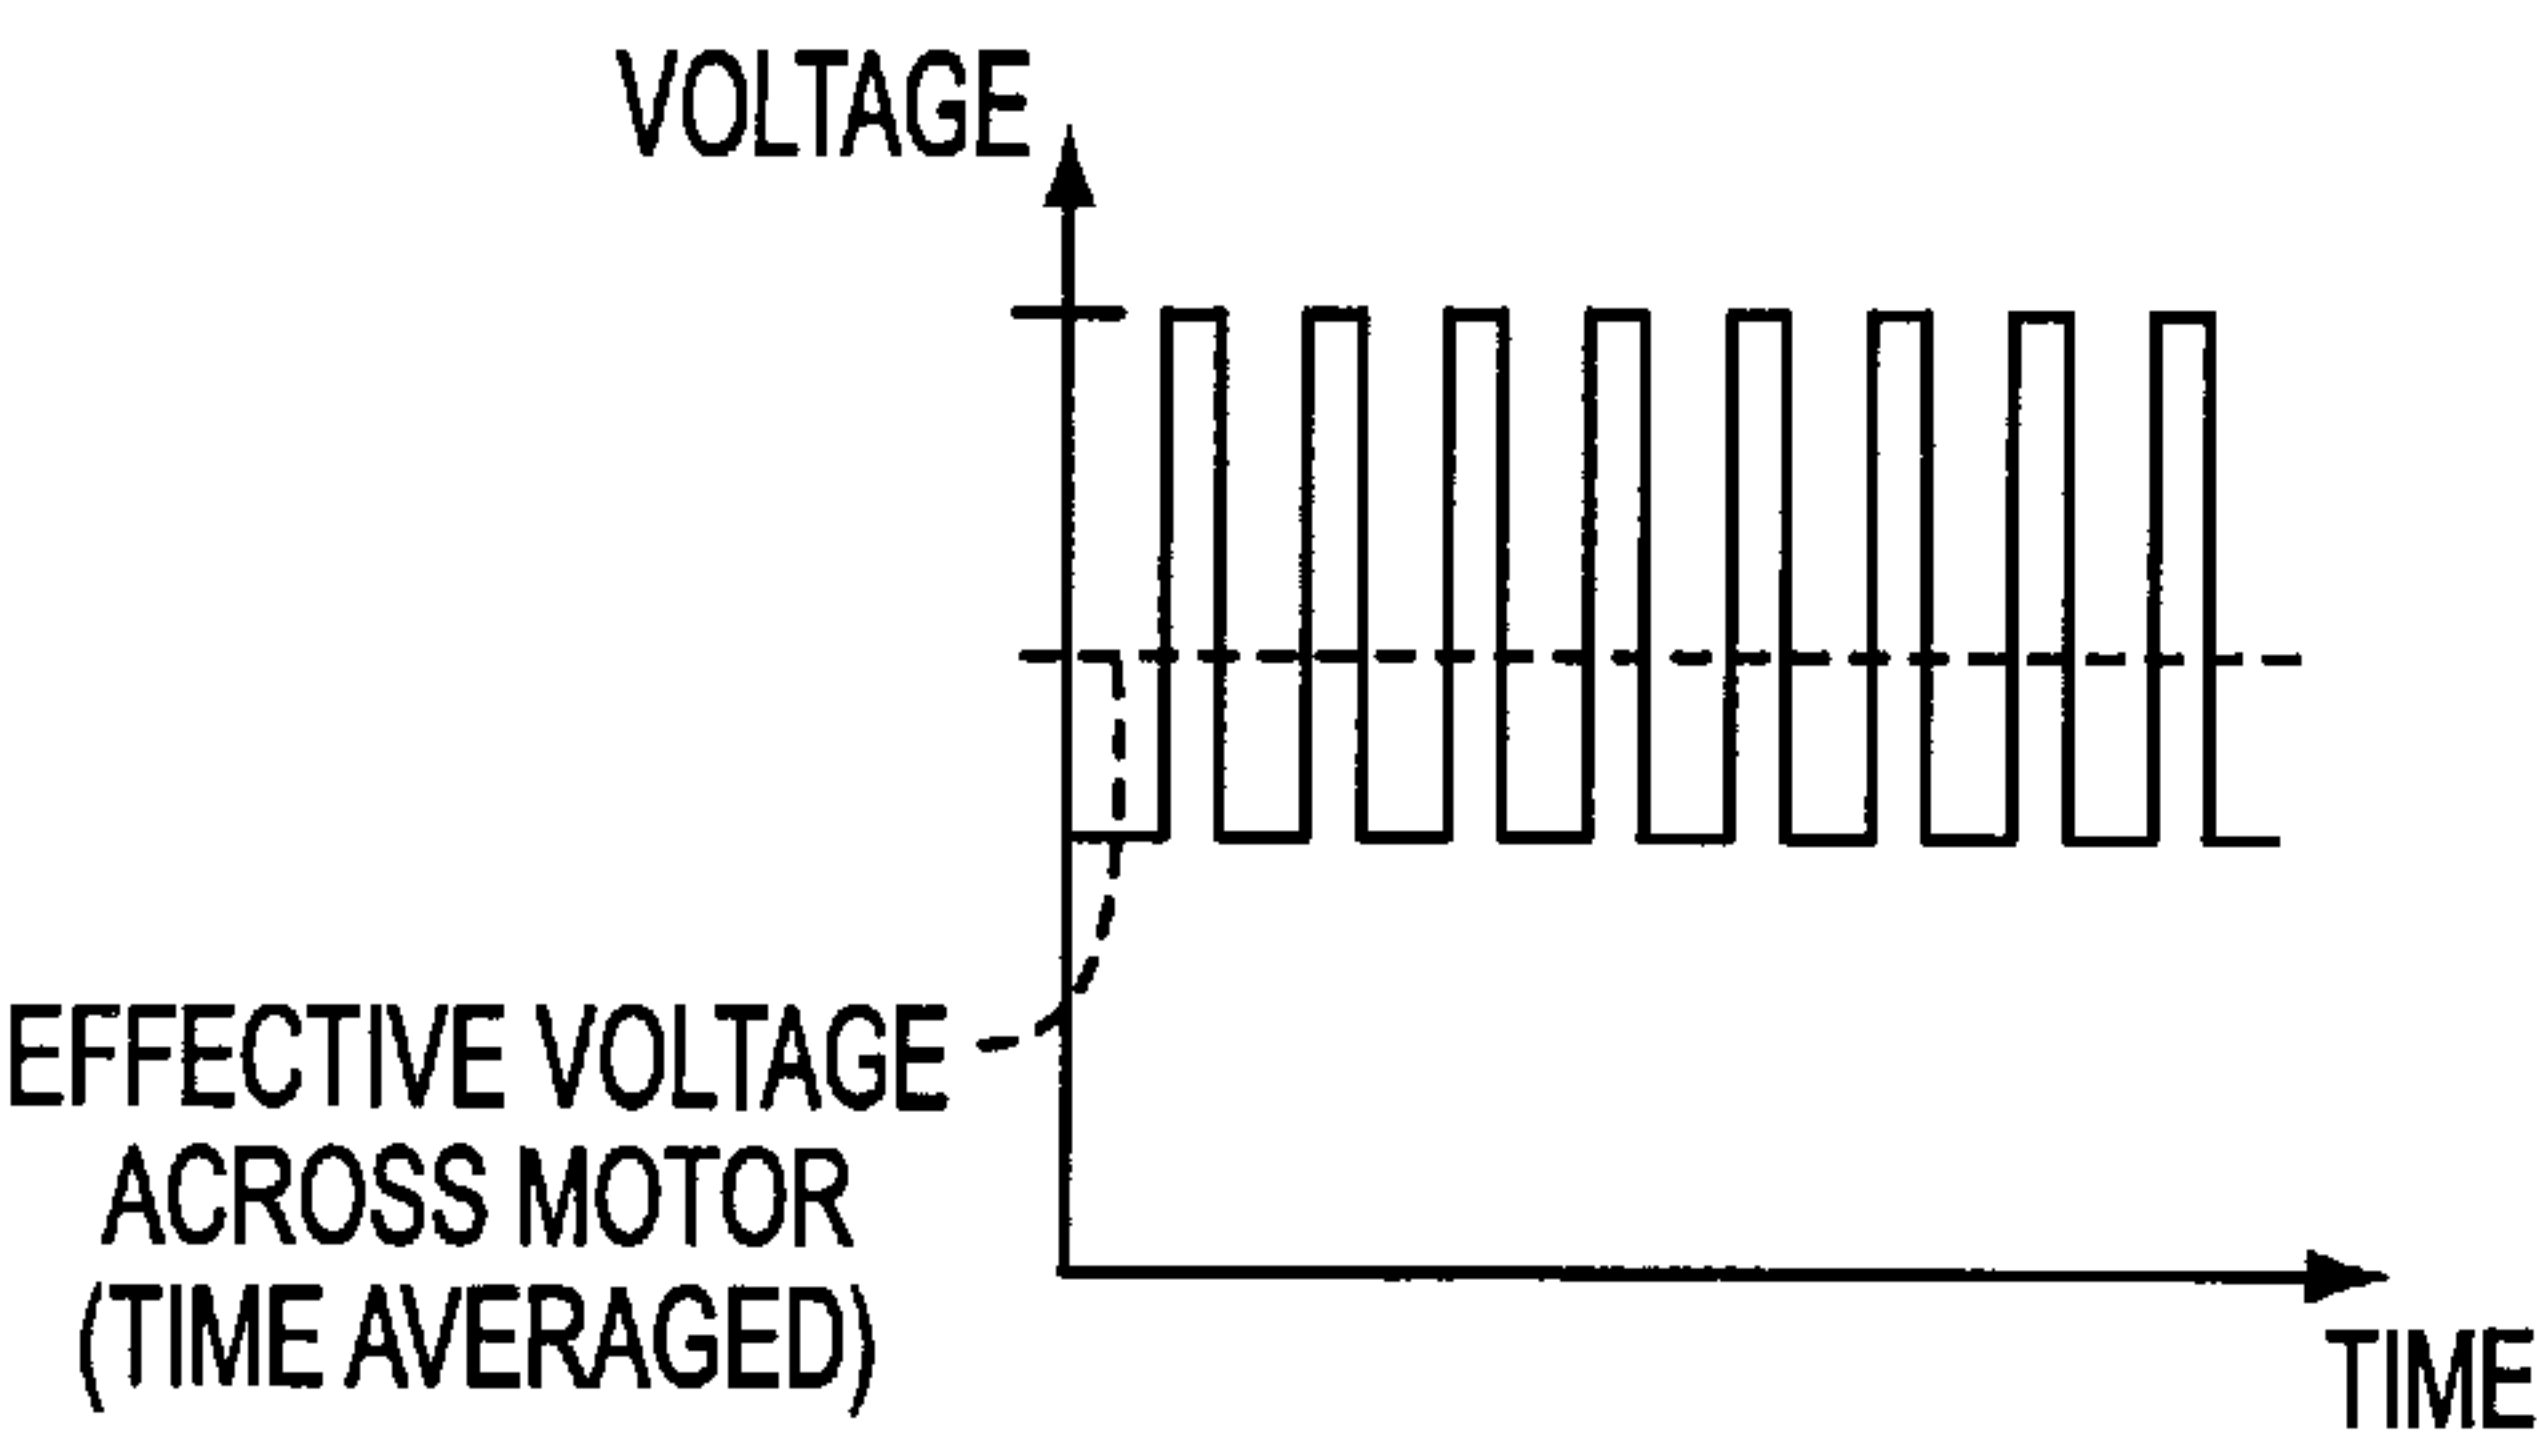 VOLTAGE
EFFECTIVE VOLTAGE
ACROSS MOTOR
(TIME AVERAGED)
TIME